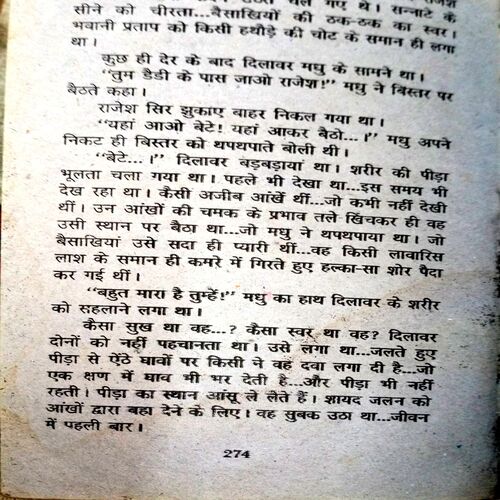 सीने को चीरता...बैसाखियों की ठक-ठक का स्वर।
भवानी प्रताप को किसी हथौड़े की चोट के समान ही लगा
था।
कुछ ही देर के बाद दिलावर मधु के सामने था।
“तुम डैडी के पास जाओ राजेश!” मधु ने बिस्तर पर
बैठते कहा।
राजेश सिर झुकाए बाहर निकल गया था।
“यहां आओ बेटे! यहां आकर बैठो...।” मधु अपने
निकट ही बिस्तर को थपथपाते बोली थी।
“बेटे...।” दिलावर बड़बड़ाया था। शरीर की पीड़ा
भूलता चला गया था। पहले भी देखा था...इस समय भी
देख रहा था। कैसी अजीब आंखें थीं...जो कभी नहीं देखी
थीं। उन आंखों की चमक के प्रभाव तले खिंचकर ही वह
उसी स्थान पर बैठा था...जो मधु ने थपथपाया था। जो
बैसाखियां उसे सदा ही प्यारी थीं...वह किसी लावारिस
लाश के समान ही कमरे में गिरते हुए हल्का-सा शोर पैदा
कर गई थीं।
“बहुत मारा है तुम्हें!” मधु का हाथ दिलावर के शरीर
को सहलाने लगा था।
कैसा सुख था वह...? कैसा स्वर था वह? दिलावर
दोनों को नहीं पहचानता था। उसे लगा था...जलते हुए
पीड़ा से ऐंठे घावों पर किसी ने वह दवा लगा दी है...जो
एक क्षण में घाव भी भर देती है...और पीड़ा भी नहीं
रहती। पीड़ा का स्थान आंसू ले लेते हैं। शायद जलन को
आंखों द्वारा बहा देने के लिए। वह सुबक उठा था...जीवन
में पहली बार।
274